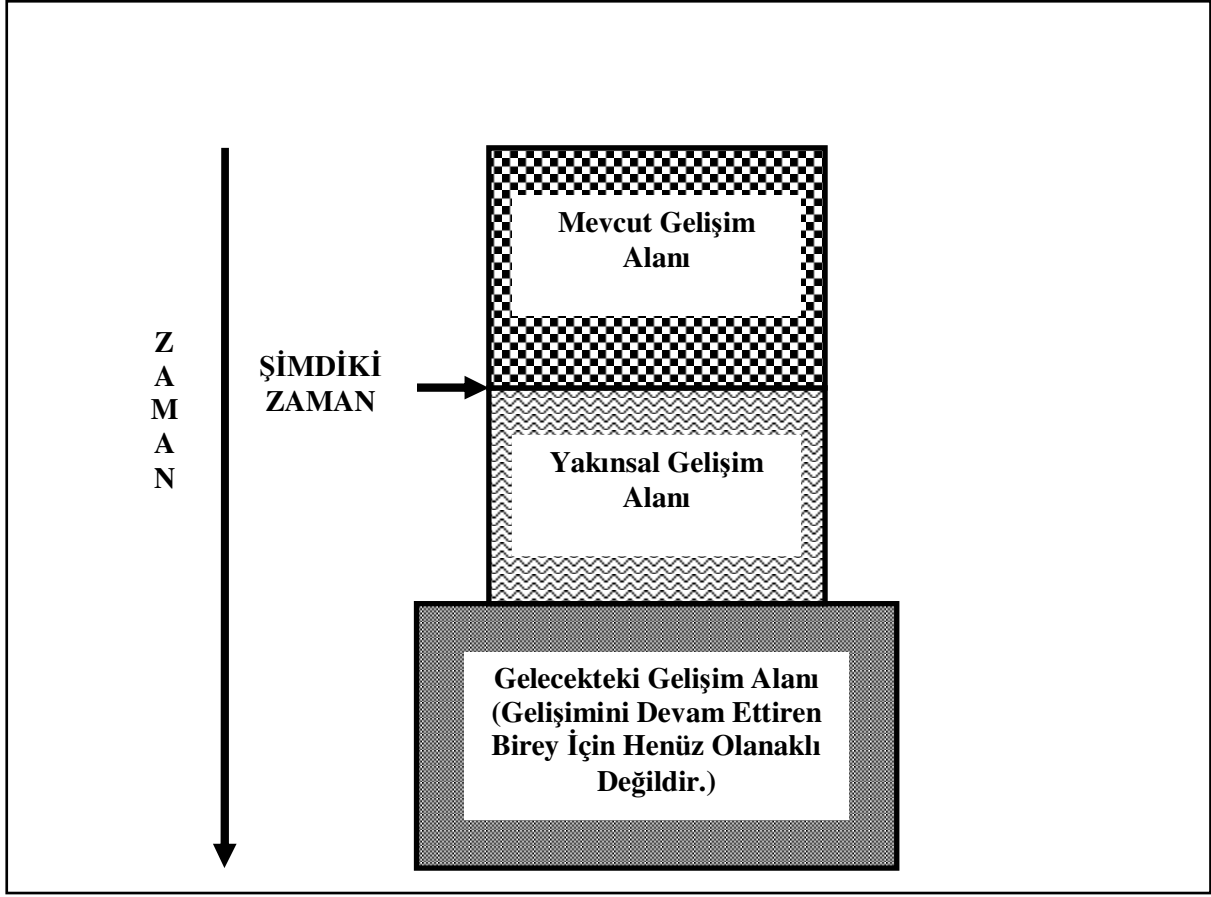 Mevcut Gelişim
Alanı
Z
A
M
A
N
ŞİMDİKİ
ZAMAN
Yakınsal Gelişim
Alanı
Gelecekteki Gelişim Alanı
(Gelişimini Devam Ettiren
Birey İçin Henüz Olanaklı
Değildir.)